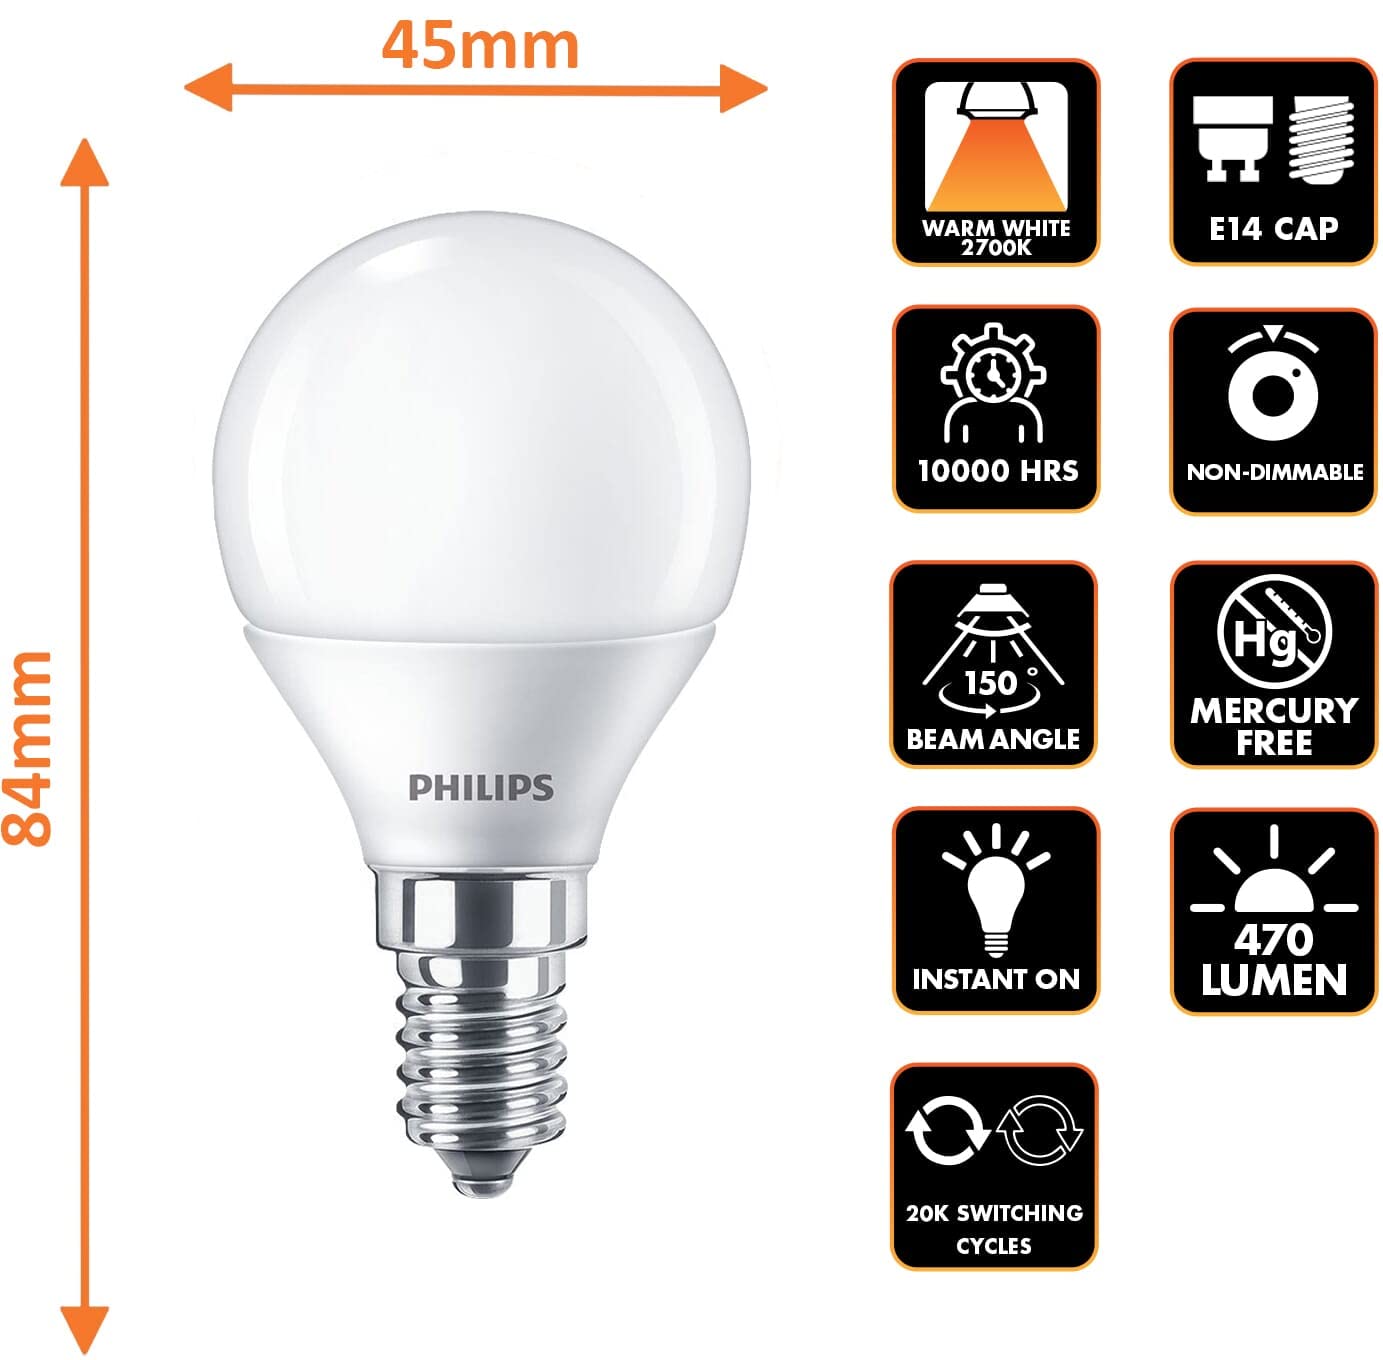 45mm
84mm
PHILIPS
WARM WHITE
2700K
E14 CAP
10000 HRS
NON-DIMMABLE
150°
BEAM ANGLE
Hg
MERCURY
FREE
INSTANT ON
470
LUMEN
20K SWITCHING
CYCLES